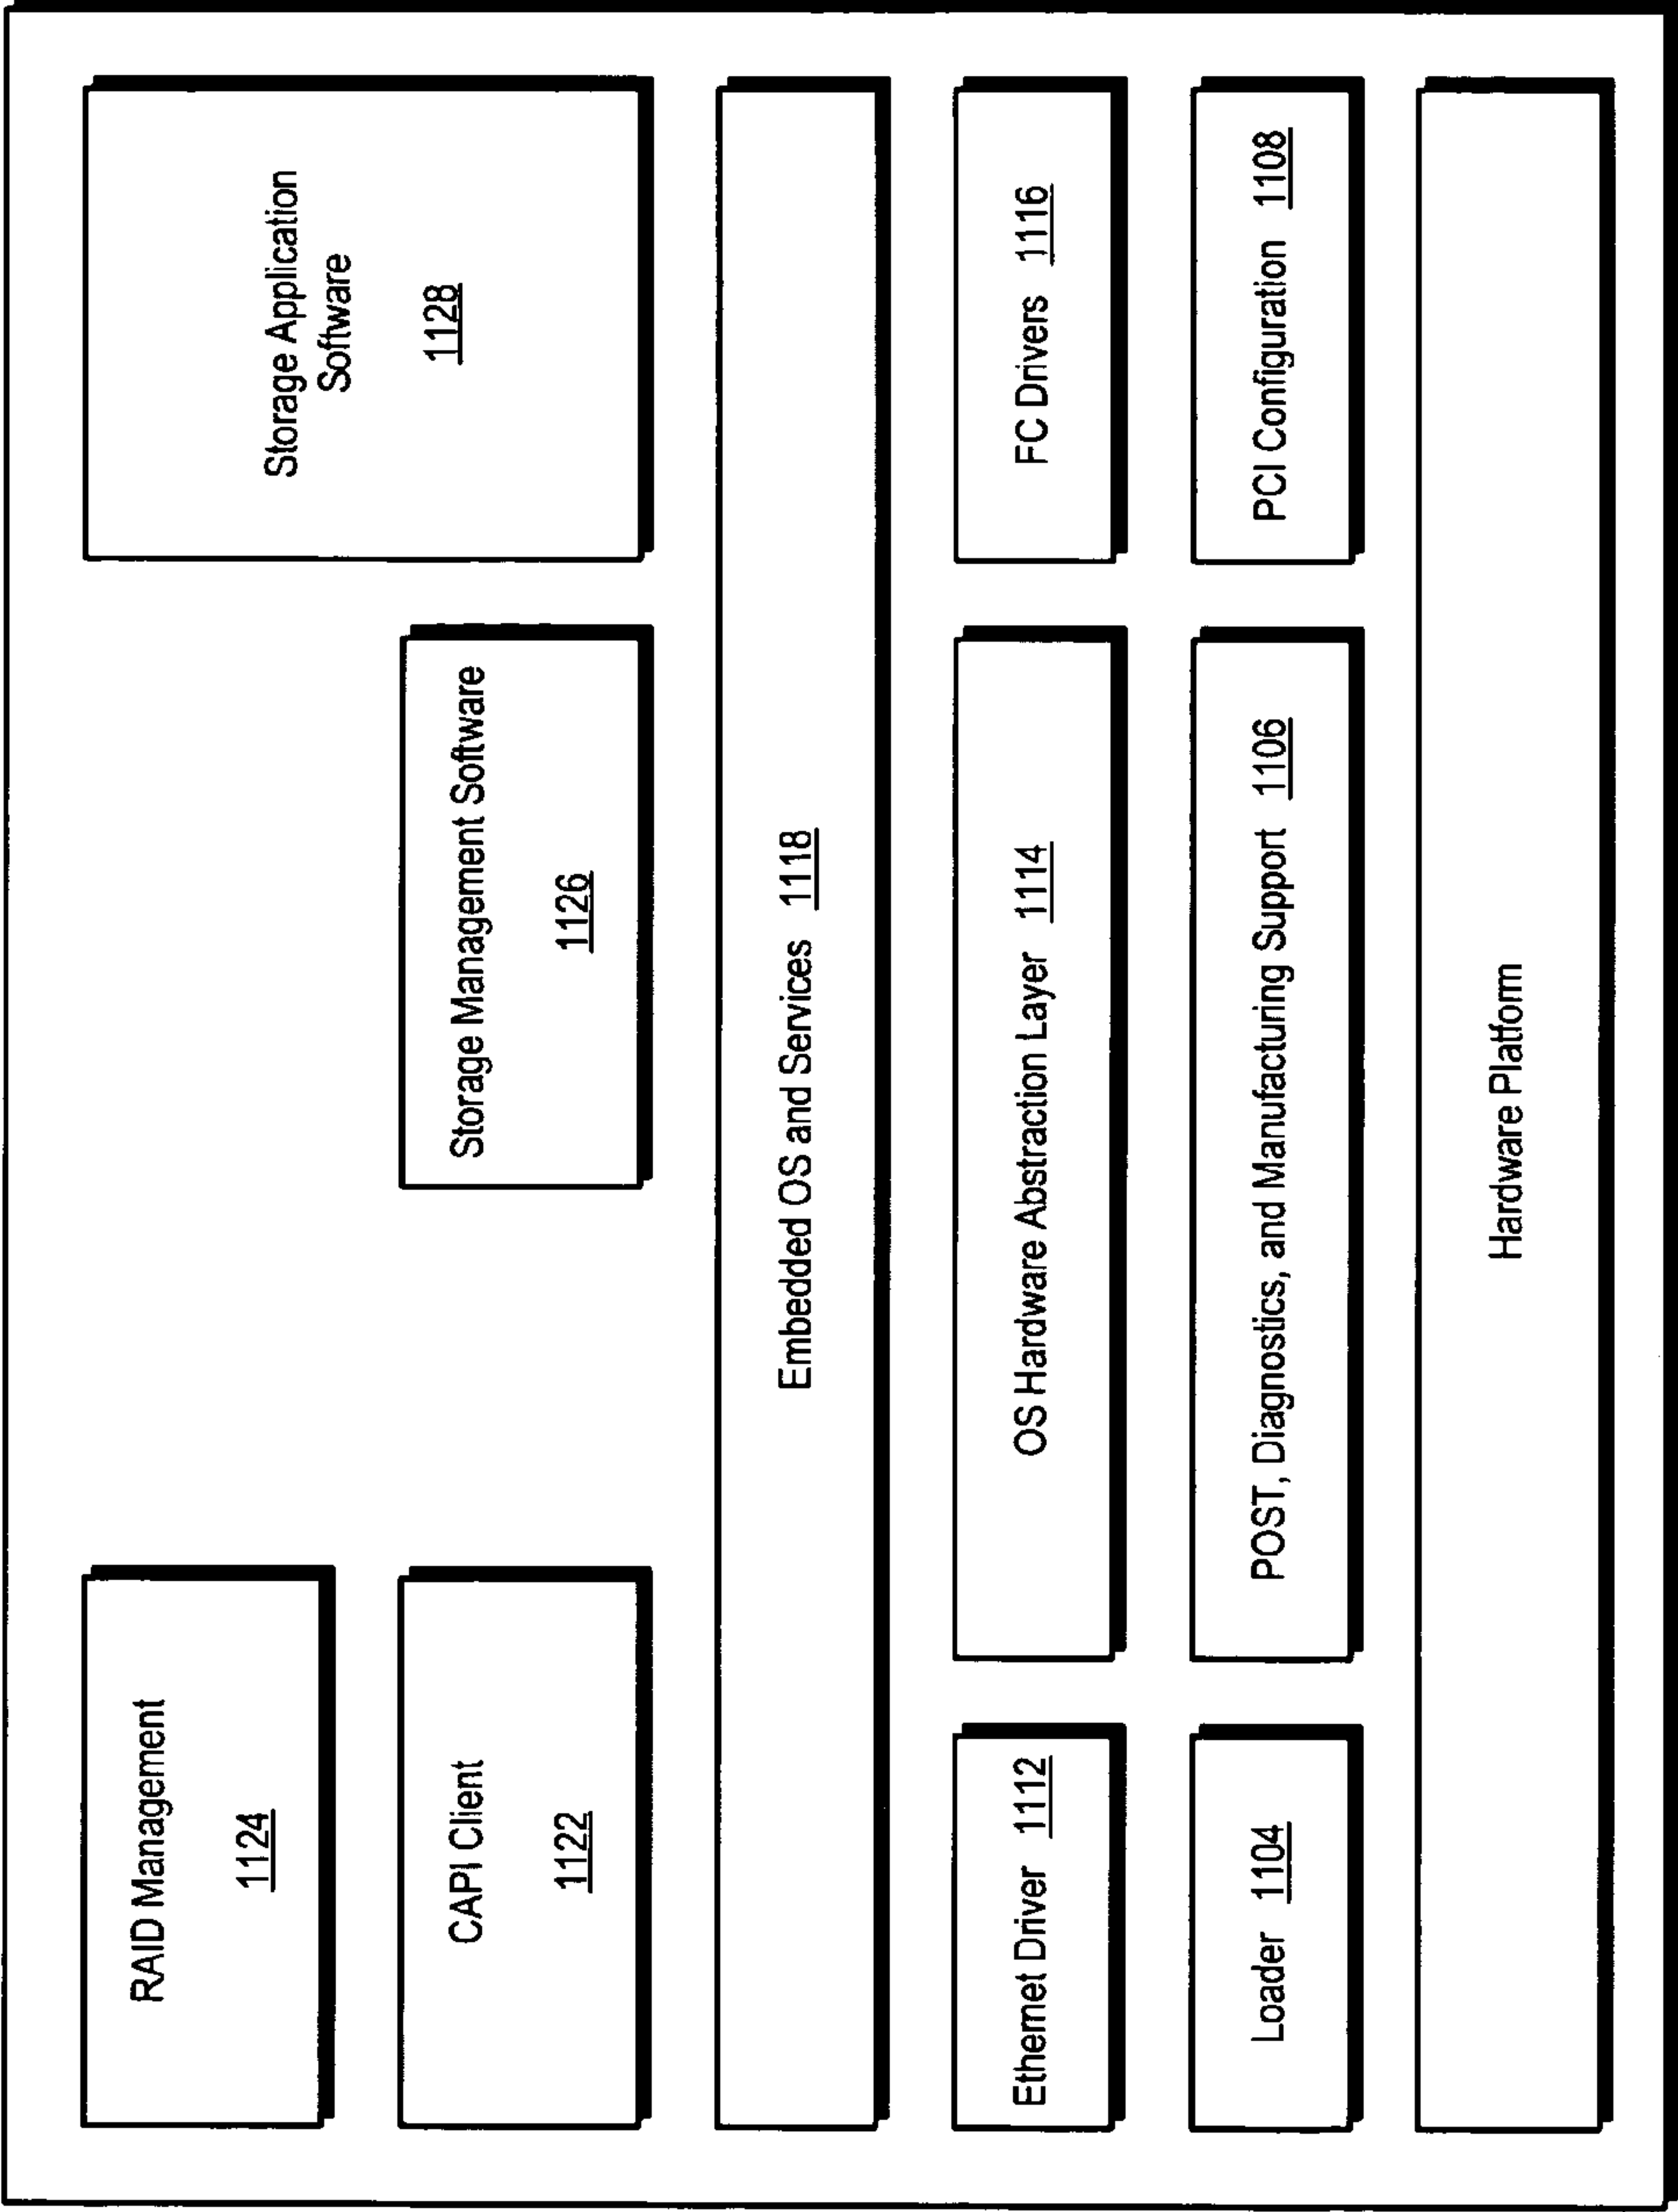 RAID Management
1124
Storage Application
Software
1128
CAPI Client
1122
Storage Management Software
1126
Embedded OS and Services 1118
Ethernet Driver 1112
OS Hardware Abstraction Layer 1114
FC Drivers 1116
Loader 1104
POST, Diagnostics, and Manufacturing Support 1106
PCI Configuration 1108
Hardware Platform